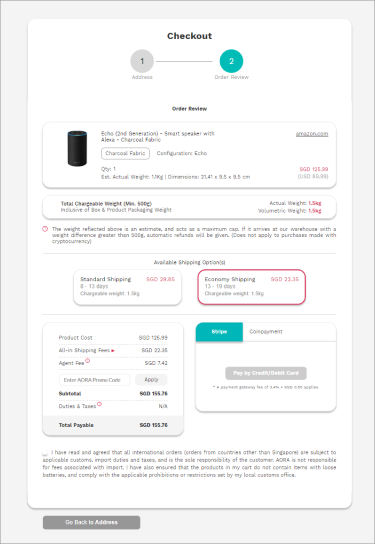 Checkout
1
2
Address
Order Review
Order Review
Echo (2nd Generation) - Smart speaker with
Alexa - Charcoal Fabric
amazon.com
Charcoal Fabric
Configuration: Echo
Qty: 1
SGD 125.99
Est. Actual Weight: 1.1Kg | Dimensions: 21.41 x 9.5 x 9.5 cm
(USD 89.99)
Total Chargeable Weight (Min. 500g)
Actual Weight: 1.5kg
Inclusive of Box & Product Packaging Weight
Volumetric Weight: 1.5kg
The weight reflected above is an estimate, and acts as a maximum cap. If it arrives at our warehouse with a
weight difference greater than 500g, automatic refunds will be granted. (Does not apply to purchases made with
cryptocurrency)
Available Shipping Option(s)
Standard Shipping
SGD 29.85
8 - 13 days
Chargeable weight: 1.5kg
Economy Shipping
SGD 22.35
13 - 19 days
Chargeable weight: 1.5kg
Product Cost
SGD 125.99
All-in Shipping Fees
SGD 22.35
Agent Fee
SGD 7.42
Enter AORA Promo Code
Apply
Subtotal
SGD 155.76
Duties & Taxes
N/A
Total Payable
SGD 155.76
Stripe
Coinpayment
Pay by Credit/Debit Card
* A payment gateway fee of 3.4% + SGD 0.50 applies.
I have read and agreed that all international orders (orders from countries other than Singapore) are subject to
applicable customs, import duties and taxes, and is the sole responsibility of the customer. AORA is not responsible
for fees associated with import. I have also ensured that the products in my cart do not contain items with loose
batteries, and comply with the applicable prohibitions or restrictions set by my local customs office.
Go Back to Address